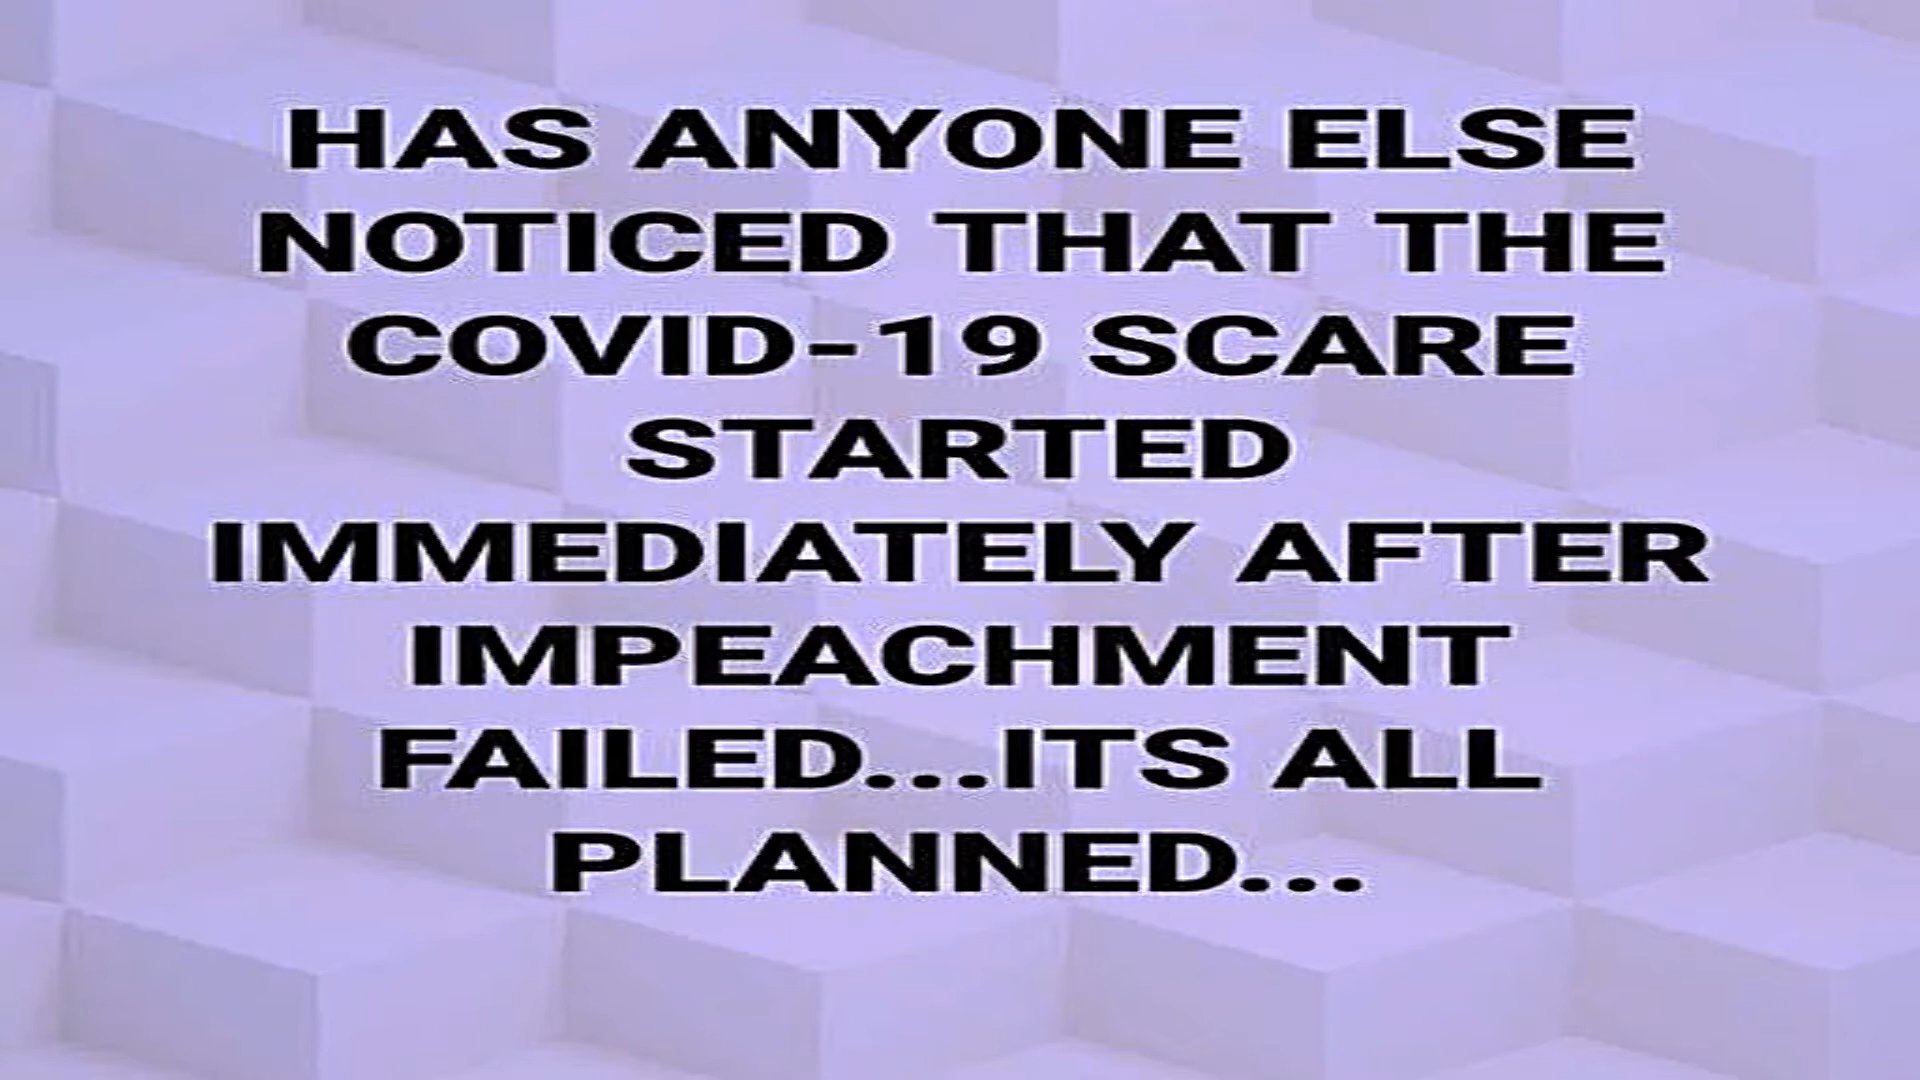 HAS ANYONE ELSE
NOTICED THAT THE
COVID-19 SCARE
STARTED
IMMEDIATELY AFTER
IMPEACHMENT
FAILED...ITS ALL
PLANNED...